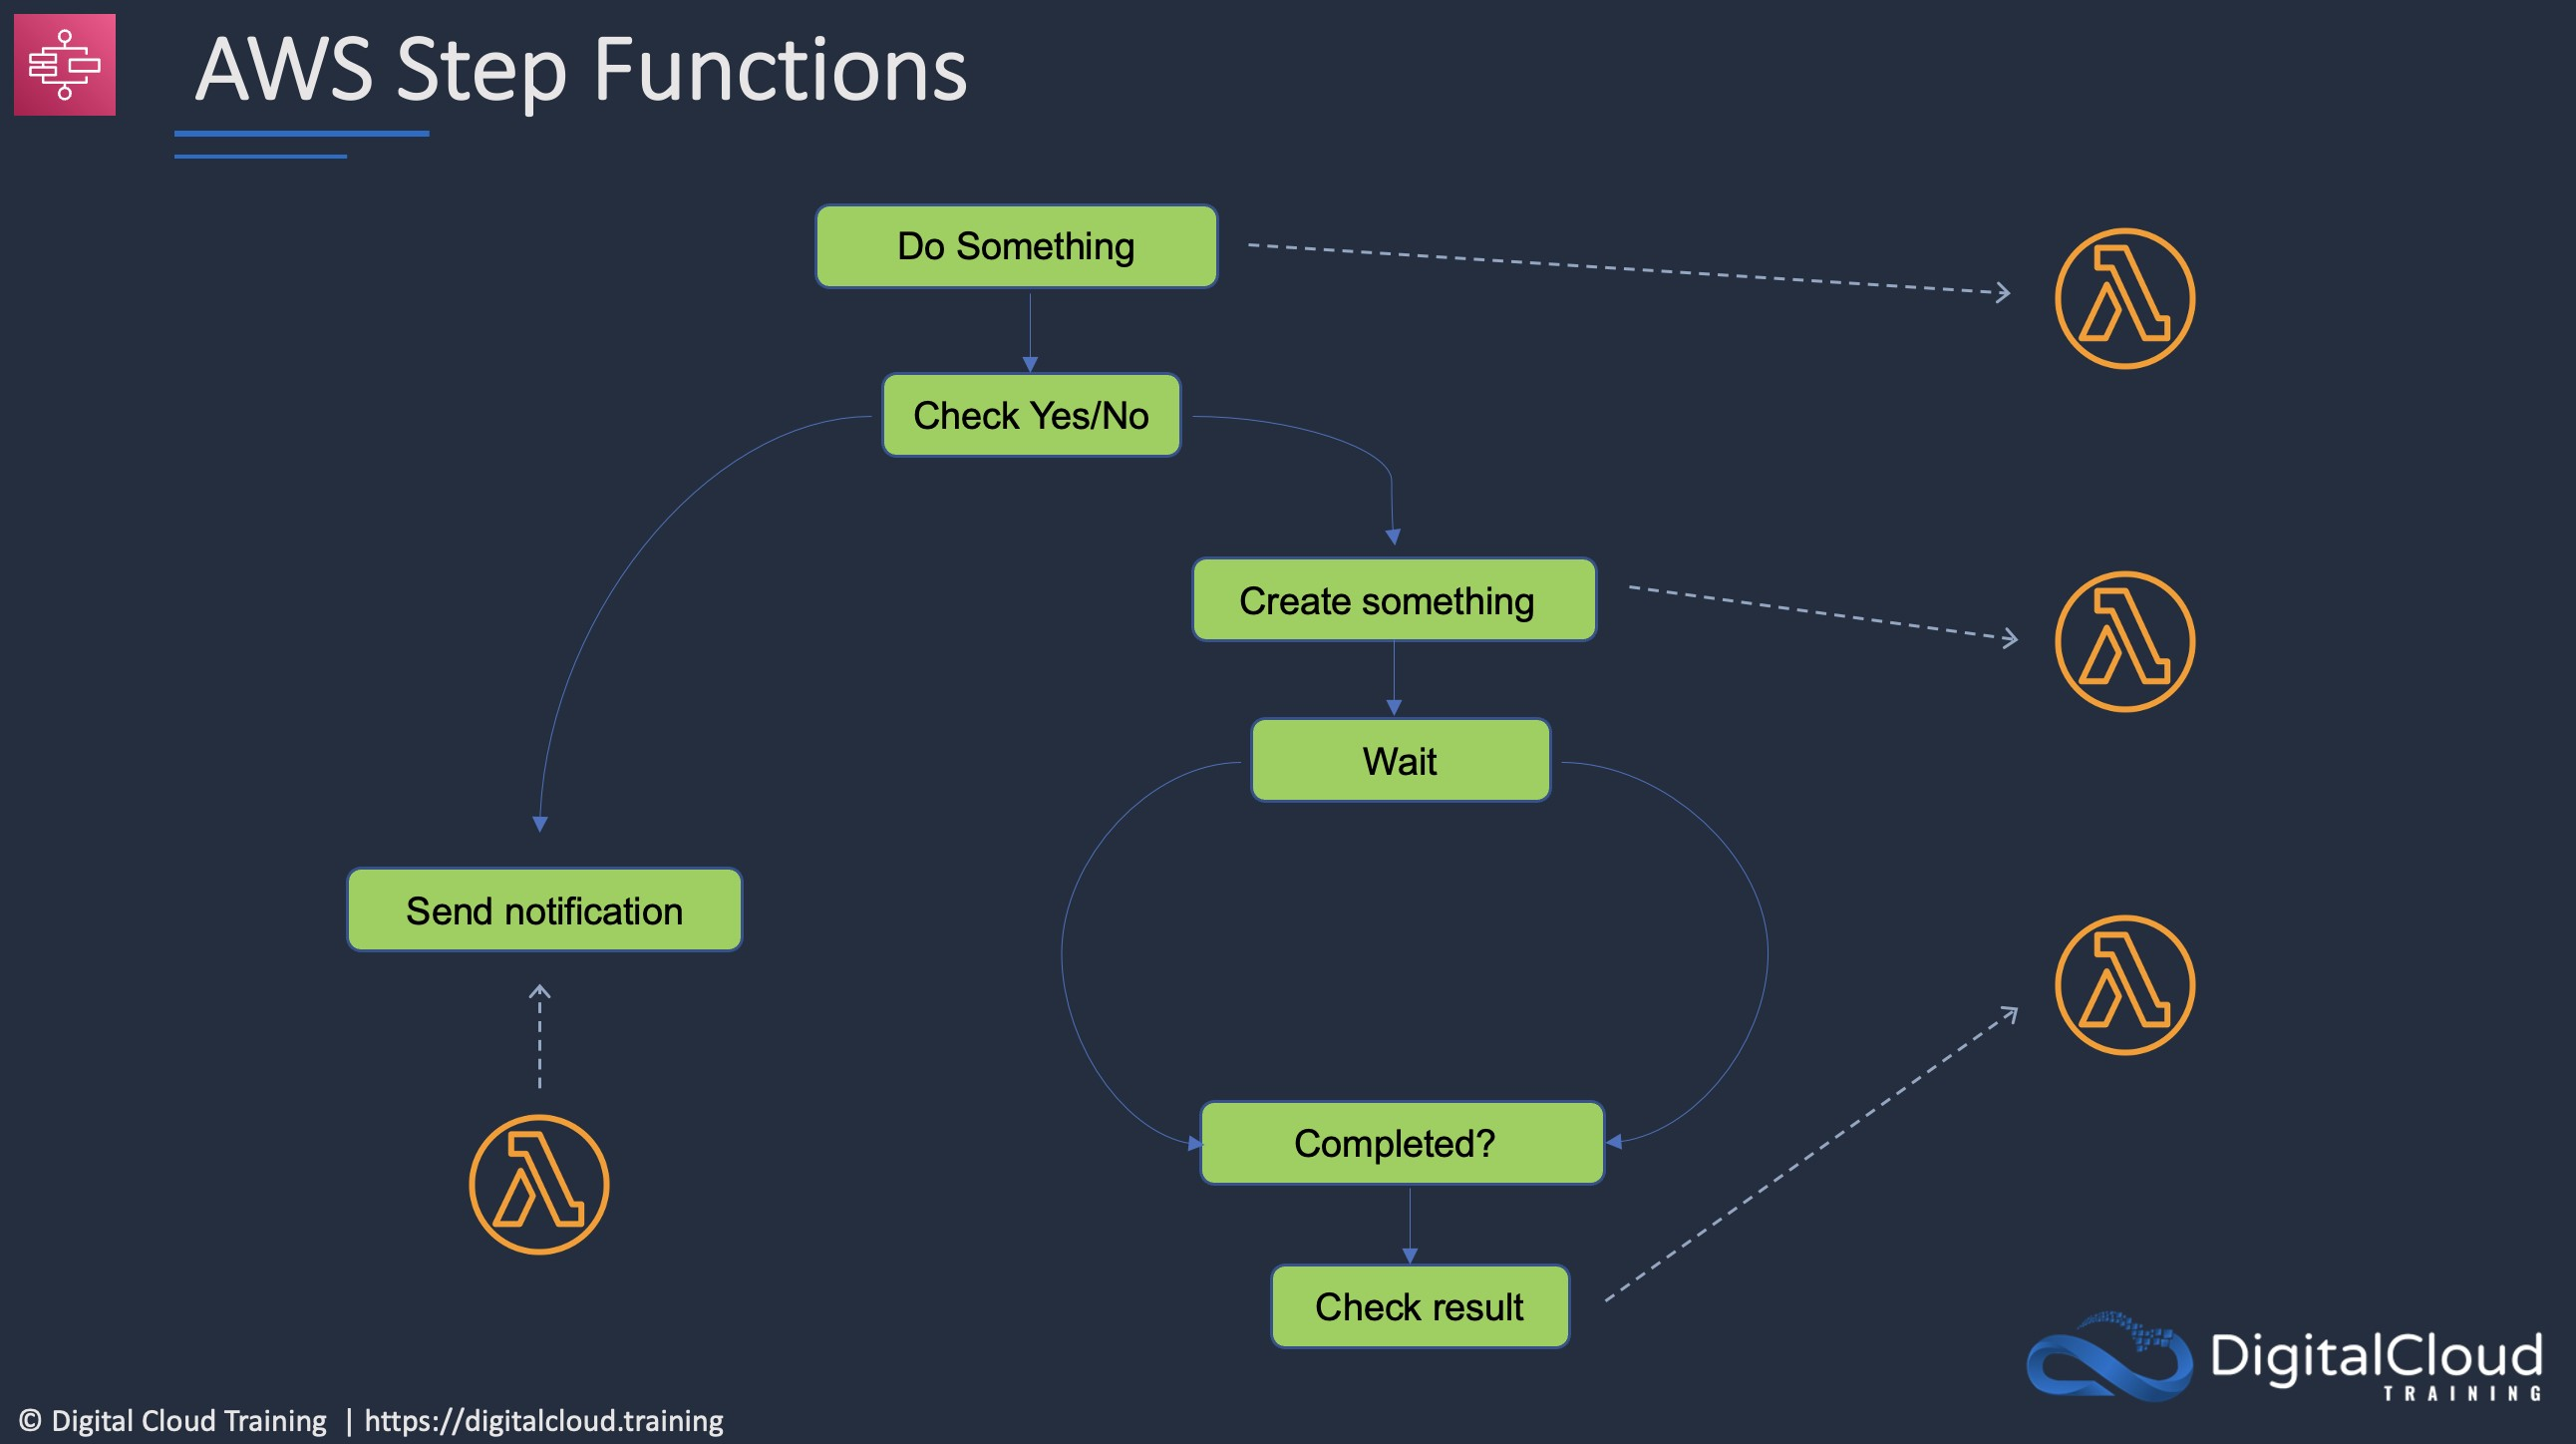 AWS Step Functions
Do Something
Check Yes/No
Create something
Wait
Send notification
Completed?
Check result
DigitalCloud
TRAINING
© Digital Cloud Training | https://digitalcloud.training